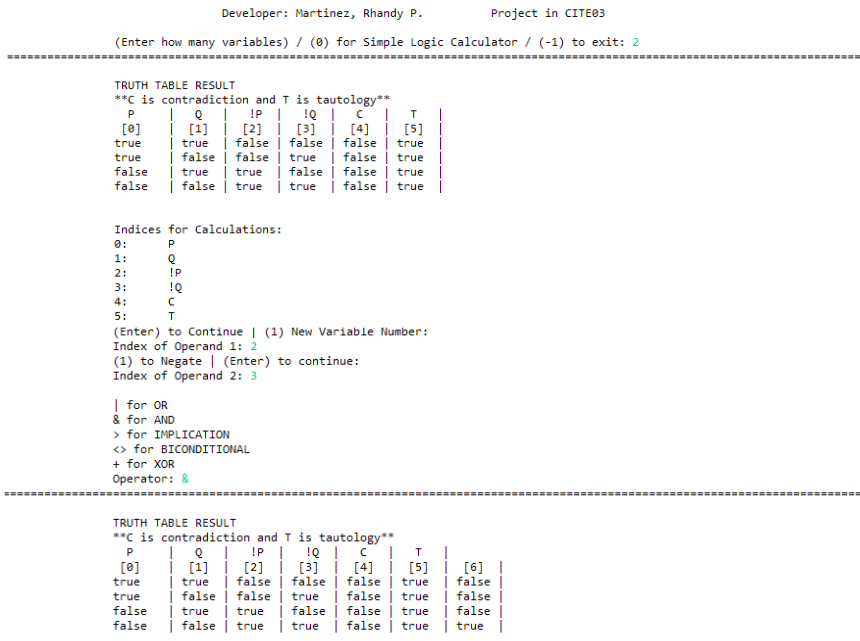 Developer: Martinez, Rhandy P. Project in CITE03
(Enter how many variables) / (0) for Simple Logic Calculator / (-1) to exit: 2
TRUTH TABLE RESULT
**C is contradiction and T is tautology**
P | Q | !P | !Q | C | T |
[0] | [1] | [2] | [3] | [4] | [5] |
true | true | false | false | false | true |
true | false | false | true | false | true |
false | true | true | false | false | true |
false | false | true | true | false | true |
Indices for Calculations:
0: P
1: Q
2: !P
3: !Q
4: C
5: T
(Enter) to Continue | (1) New Variable Number:
Index of Operand 1: 2
(1) to Negate | (Enter) to continue:
Index of Operand 2: 3
| for OR
& for AND
> for IMPLICATION
<> for BICONDITIONAL
+ for XOR
Operator: &
TRUTH TABLE RESULT
**C is contradiction and T is tautology**
P | Q | !P | !Q | C | T |
[0] | [1] | [2] | [3] | [4] | [5] | [6] |
true | true | false | false | false | true | false |
true | false | false | true | false | true | false |
false | true | true | false | false | true | false |
false | false | true | true | false | true | true |